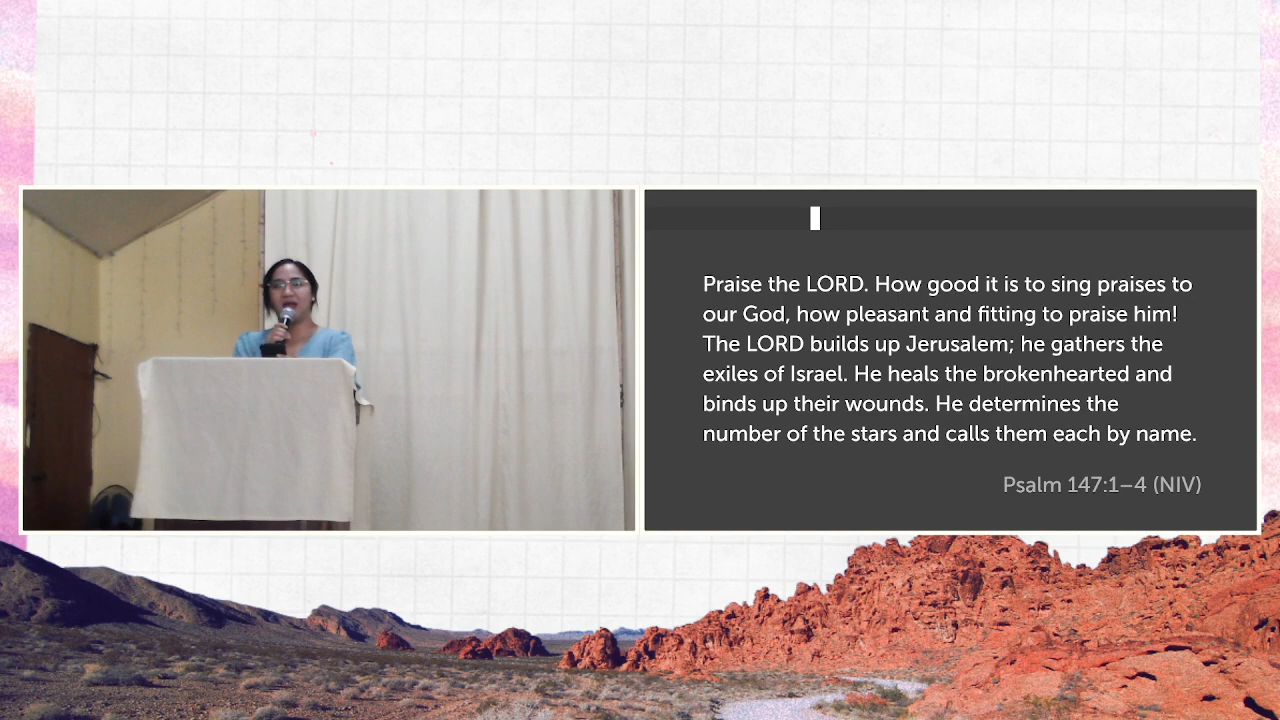 Praise the LORD. How good it is to sing praises to
our God, how pleasant and fitting to praise him!
The LORD builds up Jerusalem; he gathers the
exiles of Israel. He heals the brokenhearted and
binds up their wounds. He determines the
number of the stars and calls them each by name.
Psalm 147:1–4 (NIV)